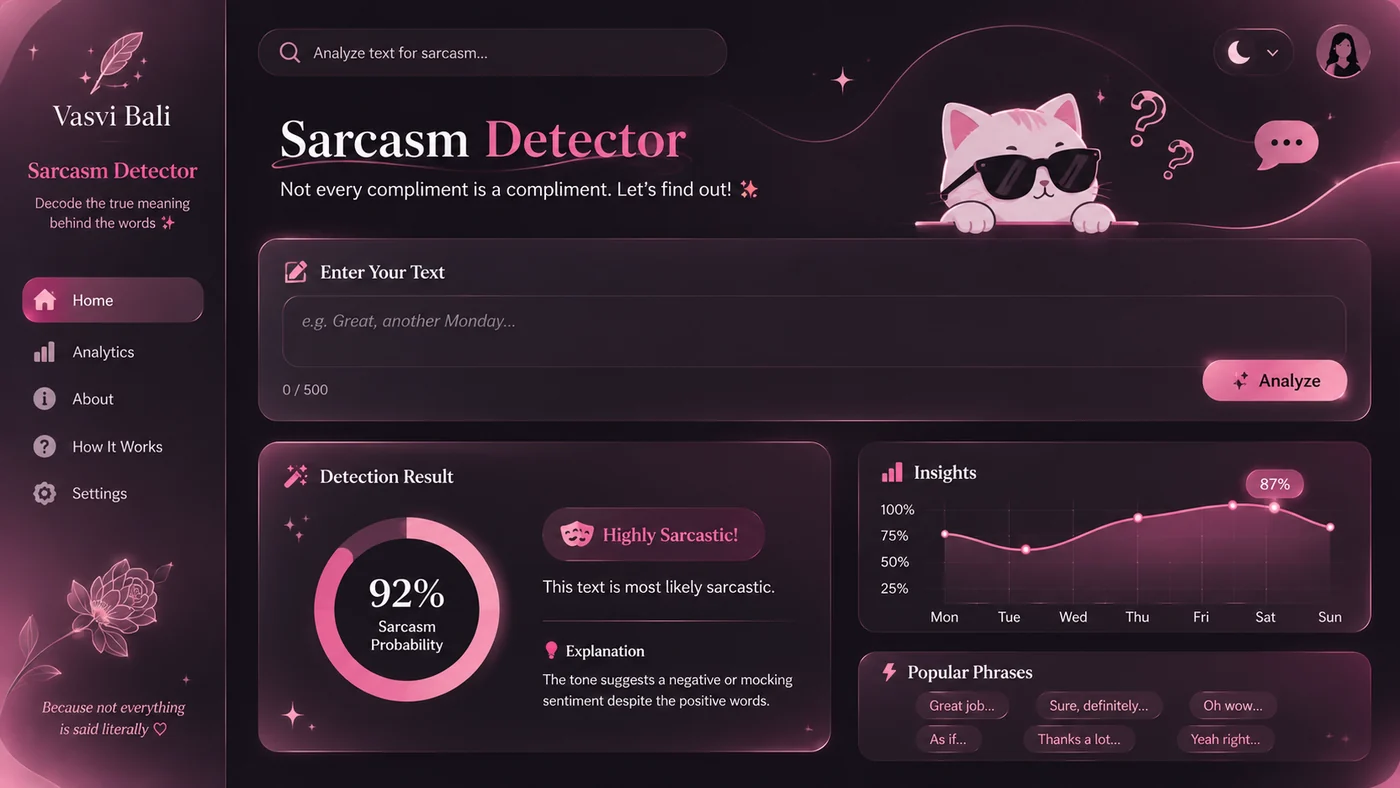 Vasvi Bali
Sarcasm Detector
Decode the true meaning
behind the words
Home
Analytics
About
How It Works
Settings
Because not everything
is said literally ♡
Analyze text for sarcasm...
Sarcasm Detector
Not every compliment is a compliment. Let's find out!
? ?
Enter Your Text
e.g. Great, another Monday...
0 / 500
Analyze
Detection Result
92%
Sarcasm
Probability
Highly Sarcastic!
This text is most likely sarcastic.
Explanation
The tone suggests a negative or mocking
sentiment despite the positive words.
Insights
87%
100%
75%
50%
25%
Mon Tue Wed Thu Fri Sat Sun
Popular Phrases
Great job... Sure, definitely... Oh wow...
As if... Thanks a lot... Yeah right...